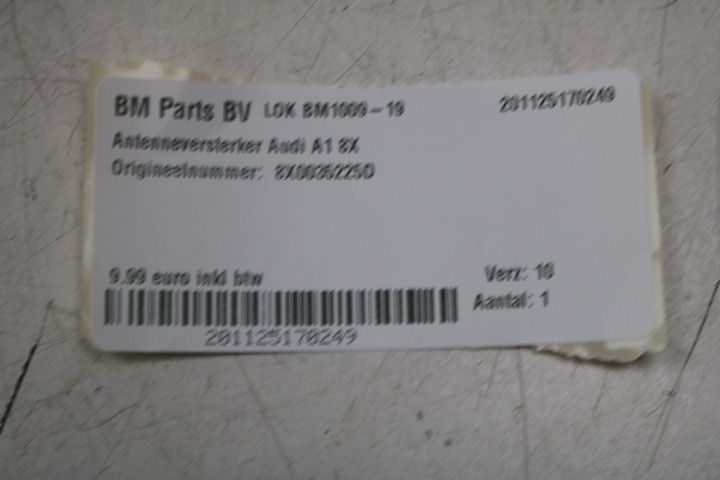 BM Parts BV LOK BM1009-19 201125170249
Antenneversterker Audi A1 8X
Origineelnummer: 8X0035225D
9.99 euro inkl btw Verz: 10
Aantal: 1
201125170249